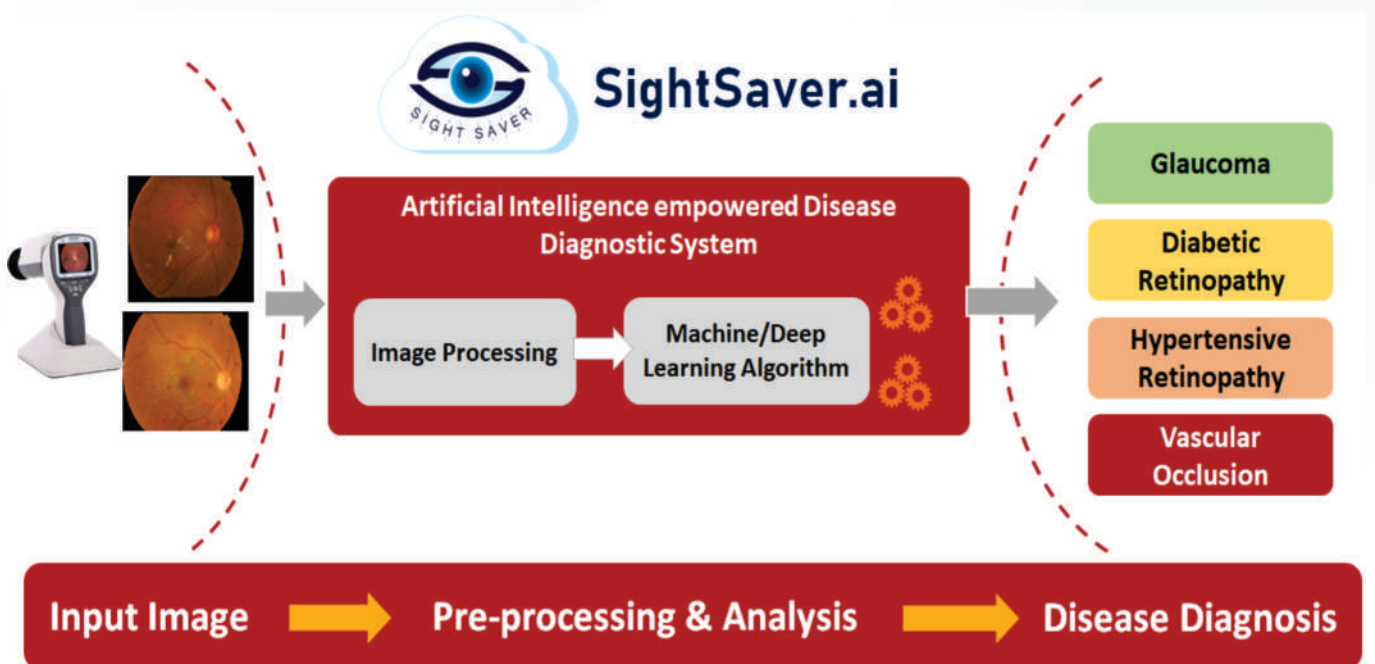 SIGHT SAVER
SightSaver.ai
Artificial Intelligence empowered Disease
Diagnostic System
Image Processing
Machine/Deep
Learning Algorithm
Glaucoma
Diabetic
Retinopathy
Hypertensive
Retinopathy
Vascular
Occlusion
Input Image
Pre-processing & Analysis
Disease Diagnosis